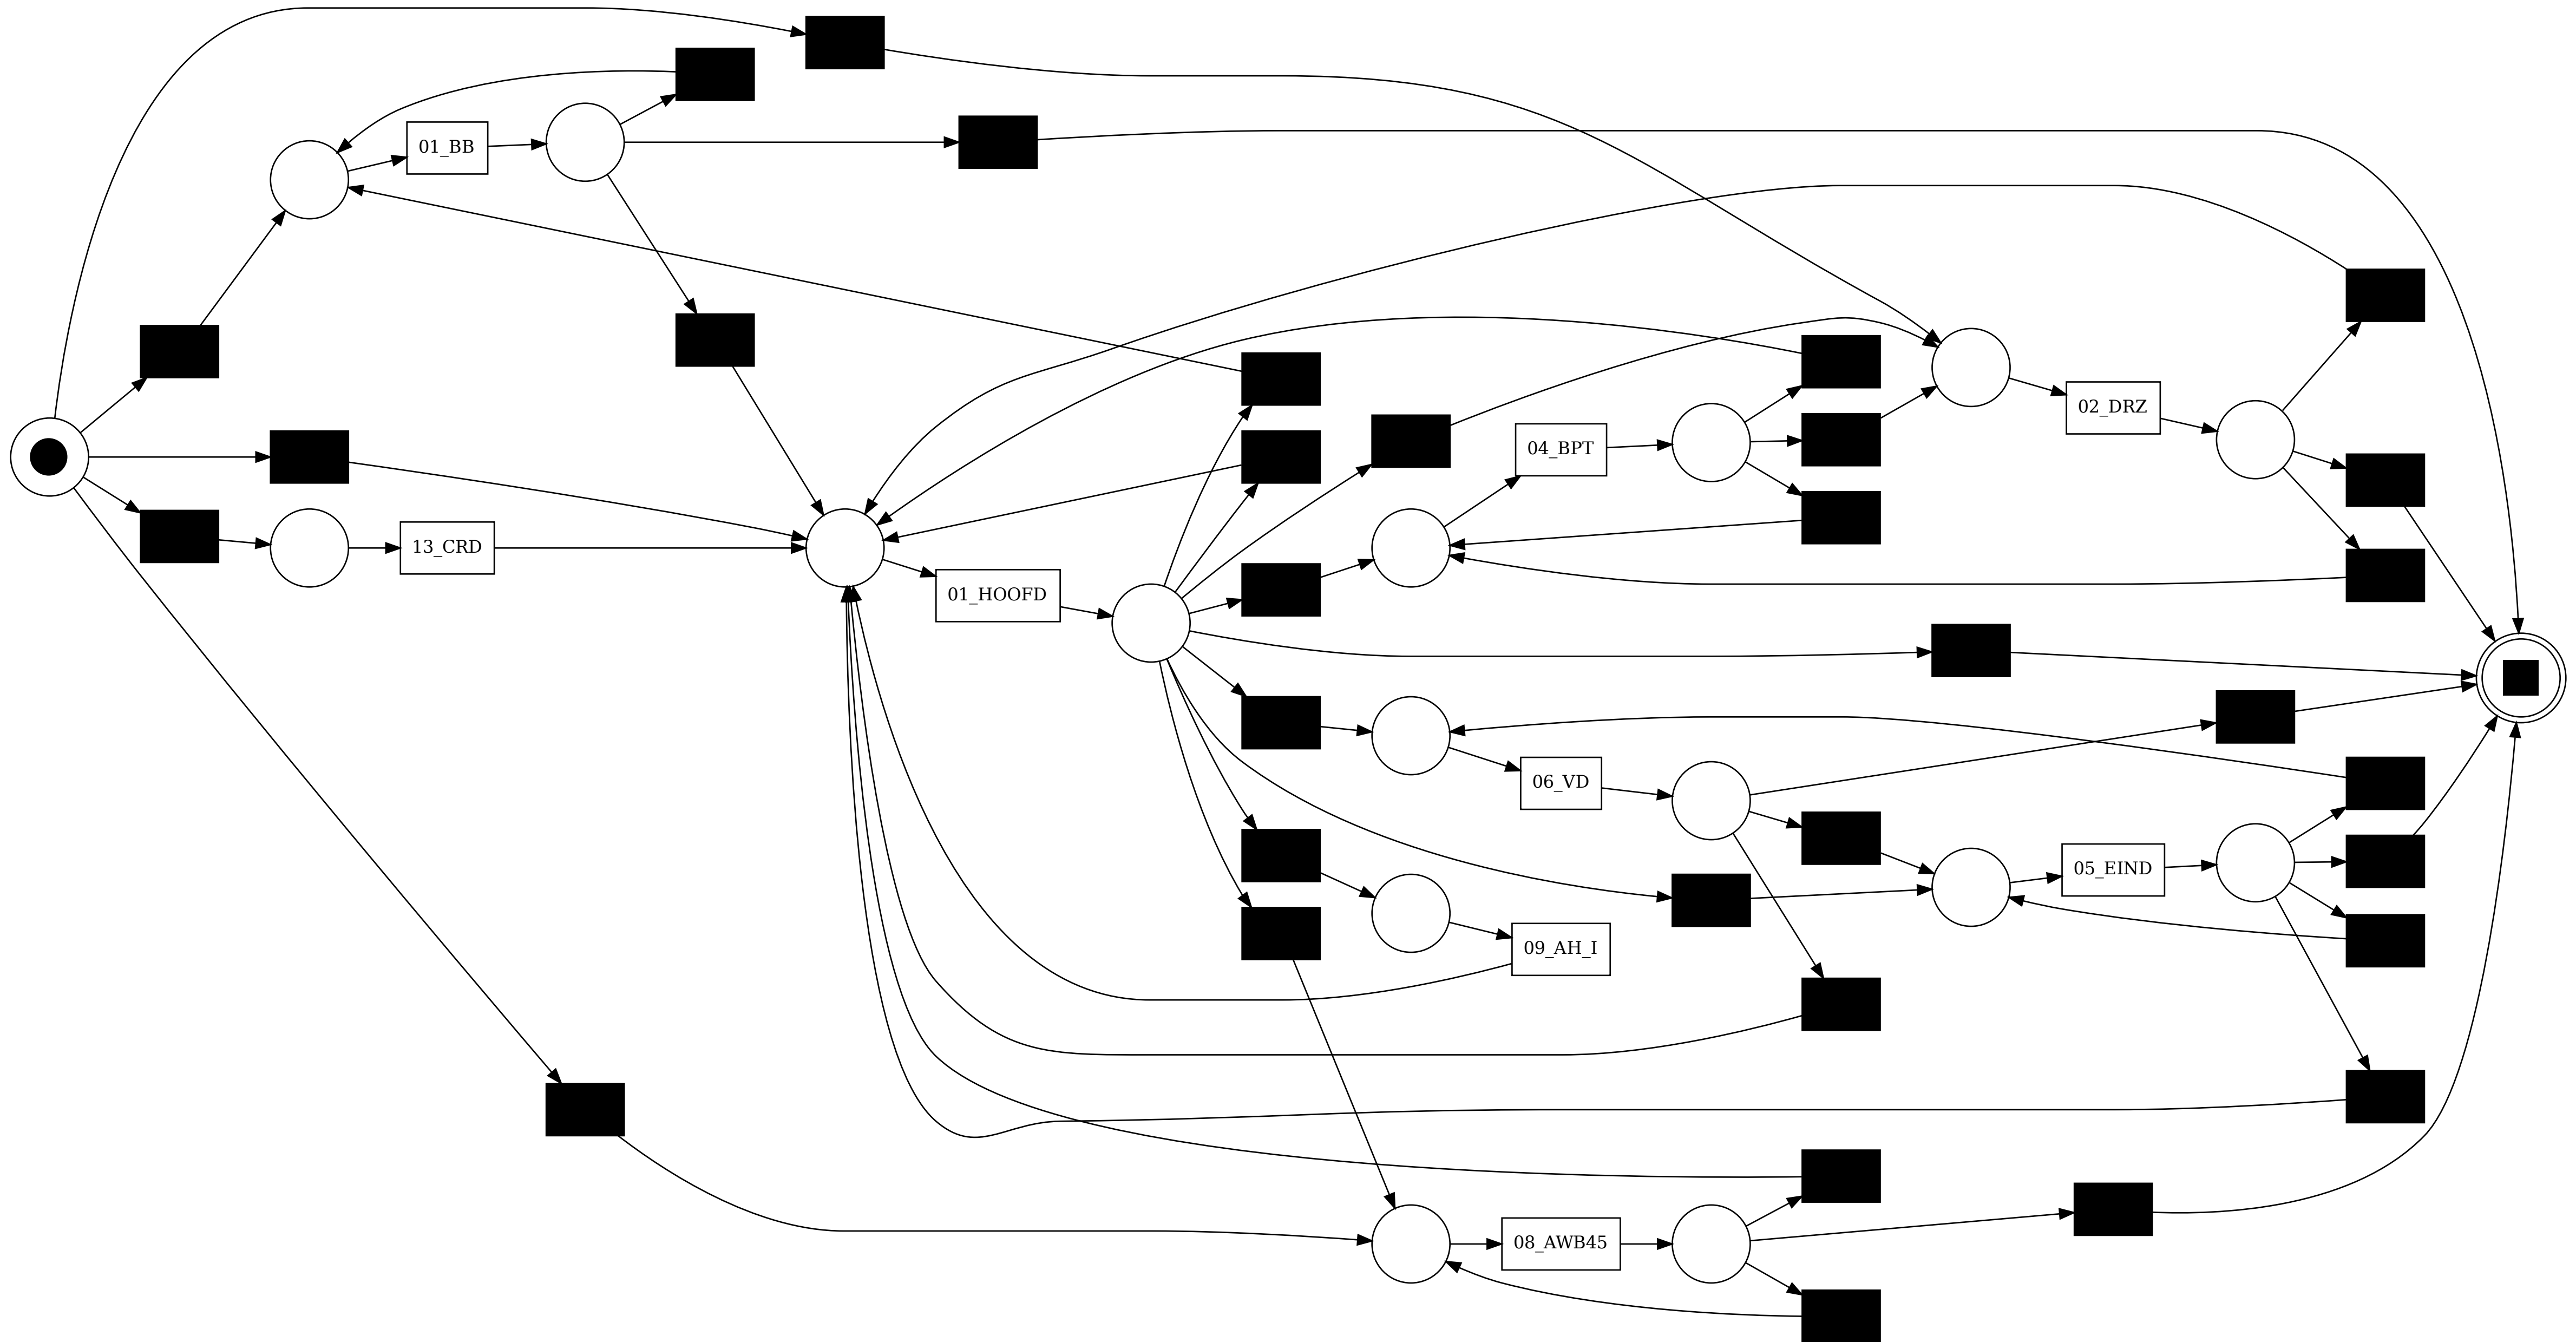 01_BB
13_CRD
01_HOOFD
04_BPT
02_DRZ
06_VD
05_EIND
09_AH_I
08_AWB45